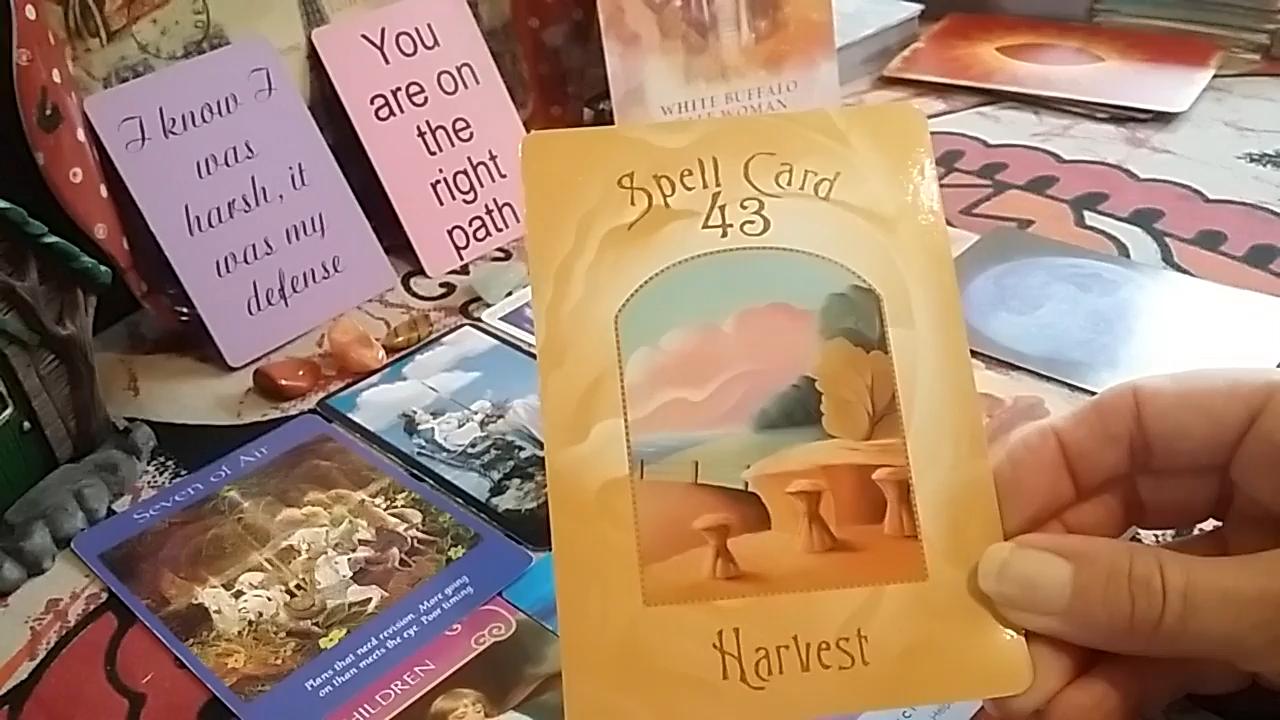 I know I
was
harsh, it
was my
defense
You
are on
the
right
path
WHITE BUFFALO
WOMAN
Spell Card
43
Harvest
Seven of Air
Plans that need revision. More going
on than meets the eye. Poor timing